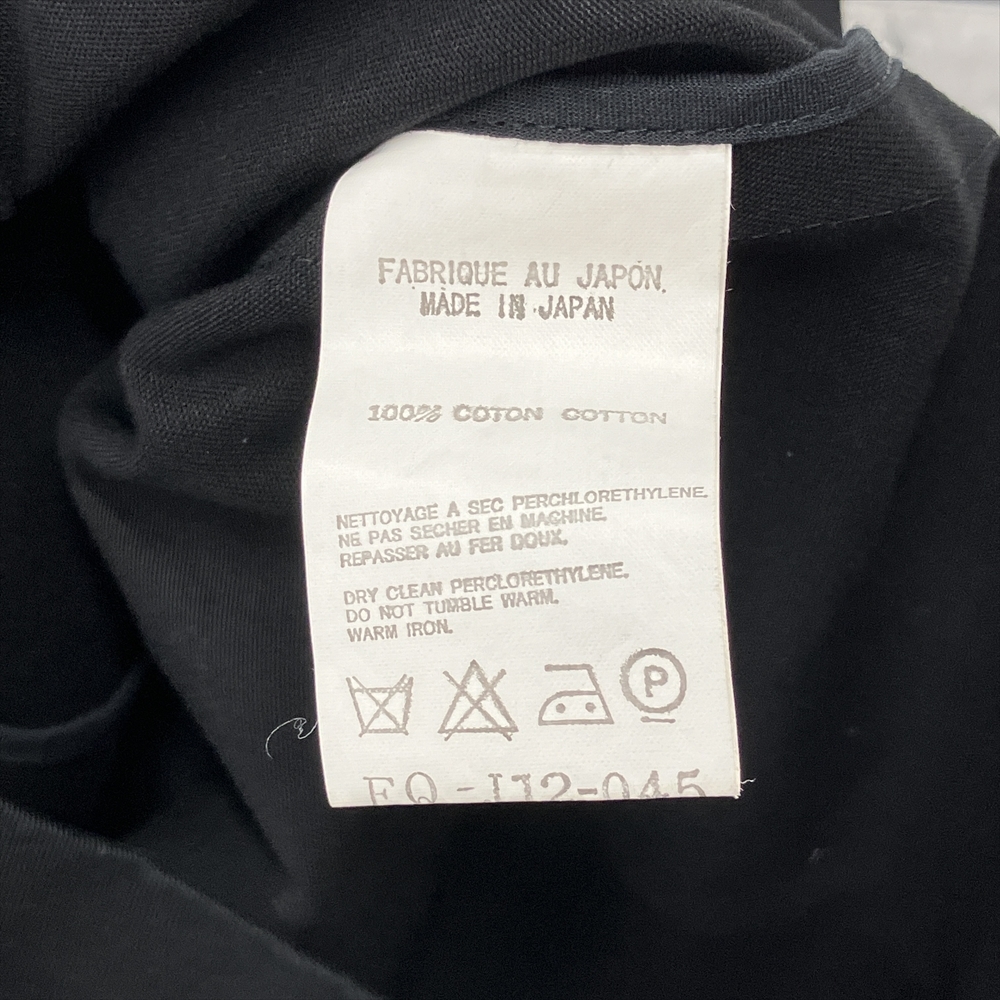 FABRIQUE AU JAPON.
MADE IN JAPAN
100% COTON COTTON
NETTOYAGE A SEC PERCHLORETHYLENE.
NE PAS SECHER EN MACHINE.
REPASSER AU FER DOUX.
DRY CLEAN PERCLORETHYLENE.
DO NOT TUMBLE WARM.
WARM IRON.
P